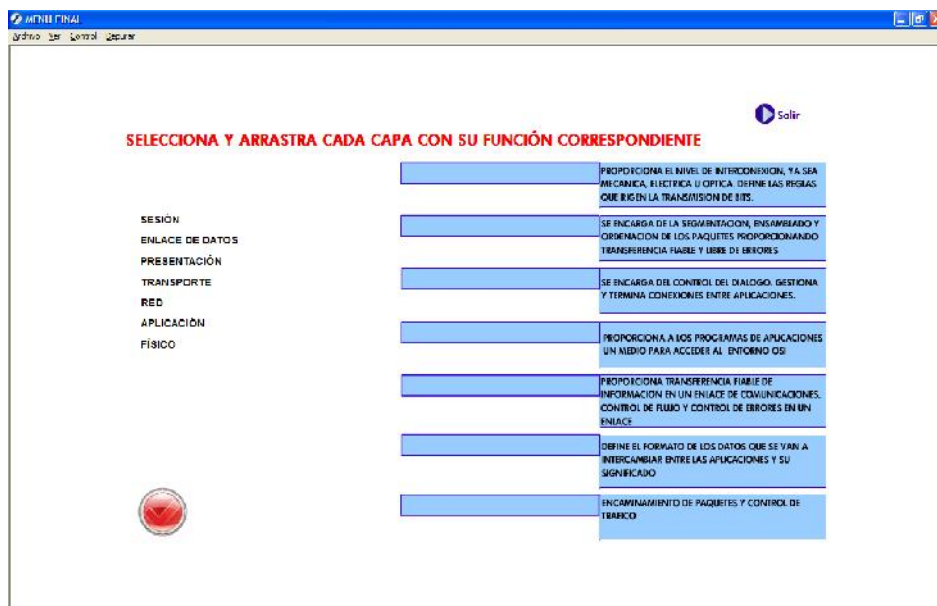 MENU FINAL
Archivo Ver Control Depurar
Salir
SELECCIONA Y ARRASTRA CADA CAPA CON SU FUNCIÓN CORRESPONDIENTE
SESIÓN
ENLACE DE DATOS
PRESENTACIÓN
TRANSPORTE
RED
APLICACIÓN
FÍSICO
PROPORCIONA EL NIVEL DE INTERCONEXION, YA SEA
MECANICA, ELECTRICA U OPTICA. DEFINE LAS REGLAS
QUE RIGEN LA TRANSMISION DE BITS.
SE ENCARGA DE LA SEGMENTACION, ENSAMBLADO Y
ORDENACION DE LOS PAQUETES PROPORCIONANDO
TRANSFERENCIA FIABLE Y LIBRE DE ERRORES
SE ENCARGA DEL CONTROL DEL DIALOGO. GESTIONA
Y TERMINA CONEXIONES ENTRE APLICACIONES.
PROPORCIONA A LOS PROGRAMAS DE APLICACIONES
UN MEDIO PARA ACCEDER AL ENTORNO OSI
PROPORCIONA TRANSFERENCIA FIABLE DE
INFORMACION EN UN ENLACE DE COMUNICACIONES.
CONTROL DE FLUJO Y CONTROL DE ERRORES EN UN
ENLACE
DEFINE EL FORMATO DE LOS DATOS QUE SE VAN A
INTERCAMBIAR ENTRE LAS APLICACIONES Y SU
SIGNIFICADO
ENCAMINAMIENTO DE PAQUETES Y CONTROL DE
TRAFICO